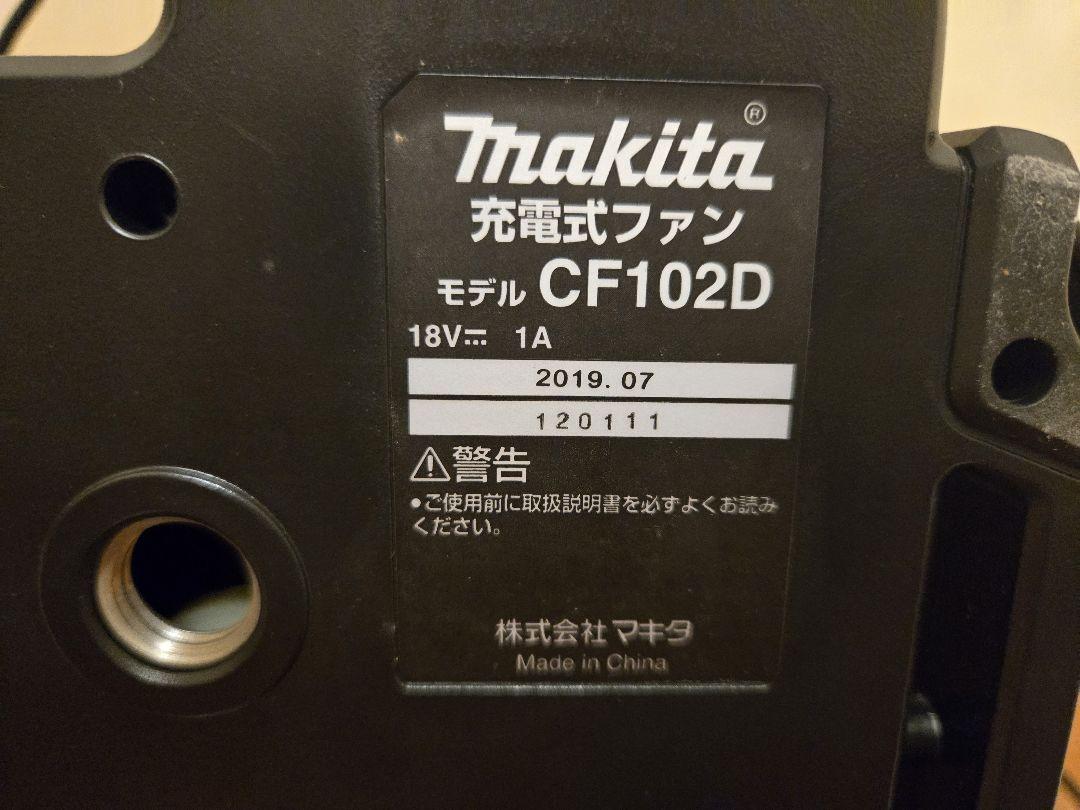 makita®
充電式ファン
モデル CF102D
18V⎓ 1A
2019.07
120111
⚠警告
●ご使用前に取扱説明書を必ずよくお読み
ください。
株式会社マキタ
Made in China